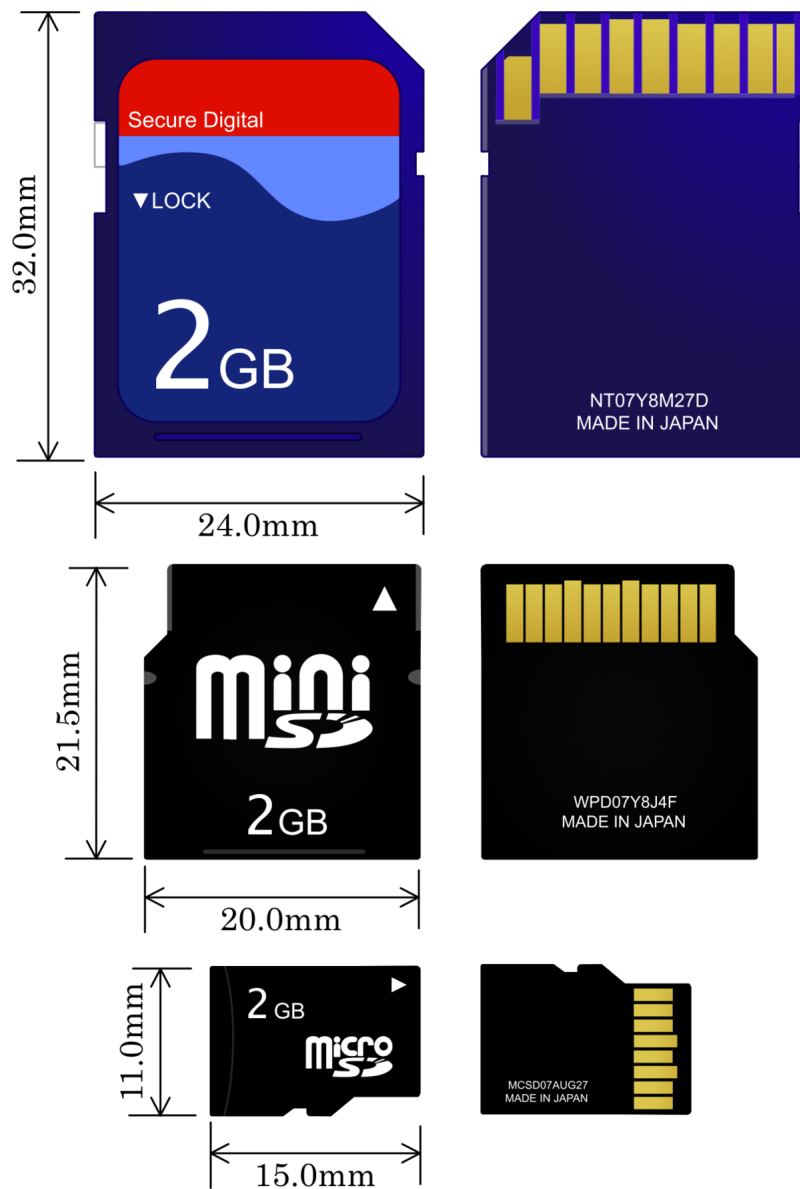 32.0mm
Secure Digital
▼LOCK
2GB
24.0mm
NT07Y8M27D
MADE IN JAPAN
21.5mm
mini
SD
2GB
20.0mm
WPD07Y8J4F
MADE IN JAPAN
11.0mm
2 GB
micro
SD
15.0mm
MCSD07AUG27
MADE IN JAPAN